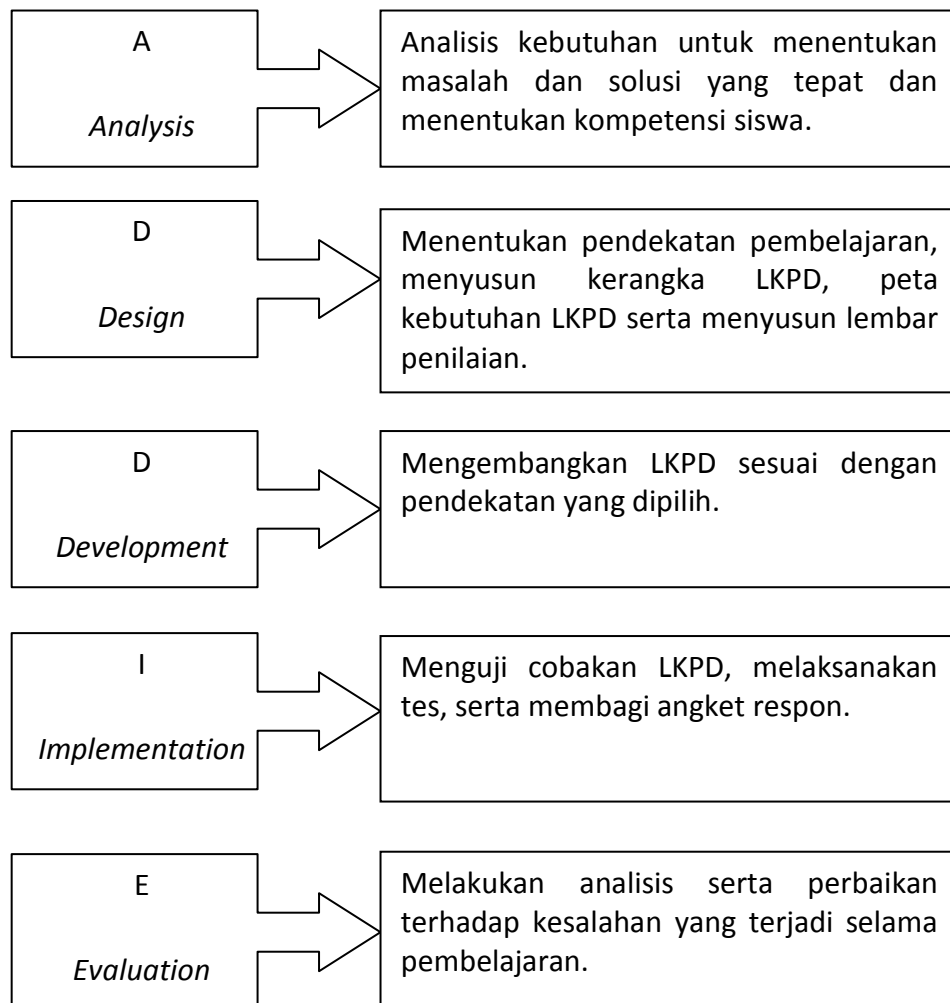 A
Analysis
Analisis kebutuhan untuk menentukan
masalah dan solusi yang tepat dan
menentukan kompetensi siswa.
D
Design
Menentukan pendekatan pembelajaran,
menyusun kerangka LKPD, peta
kebutuhan LKPD serta menyusun lembar
penilaian.
D
Development
Mengembangkan LKPD sesuai dengan
pendekatan yang dipilih.
I
Implementation
Menguji cobakan LKPD, melaksanakan
tes, serta membagi angket respon.
E
Evaluation
Melakukan analisis serta perbaikan
terhadap kesalahan yang terjadi selama
pembelajaran.